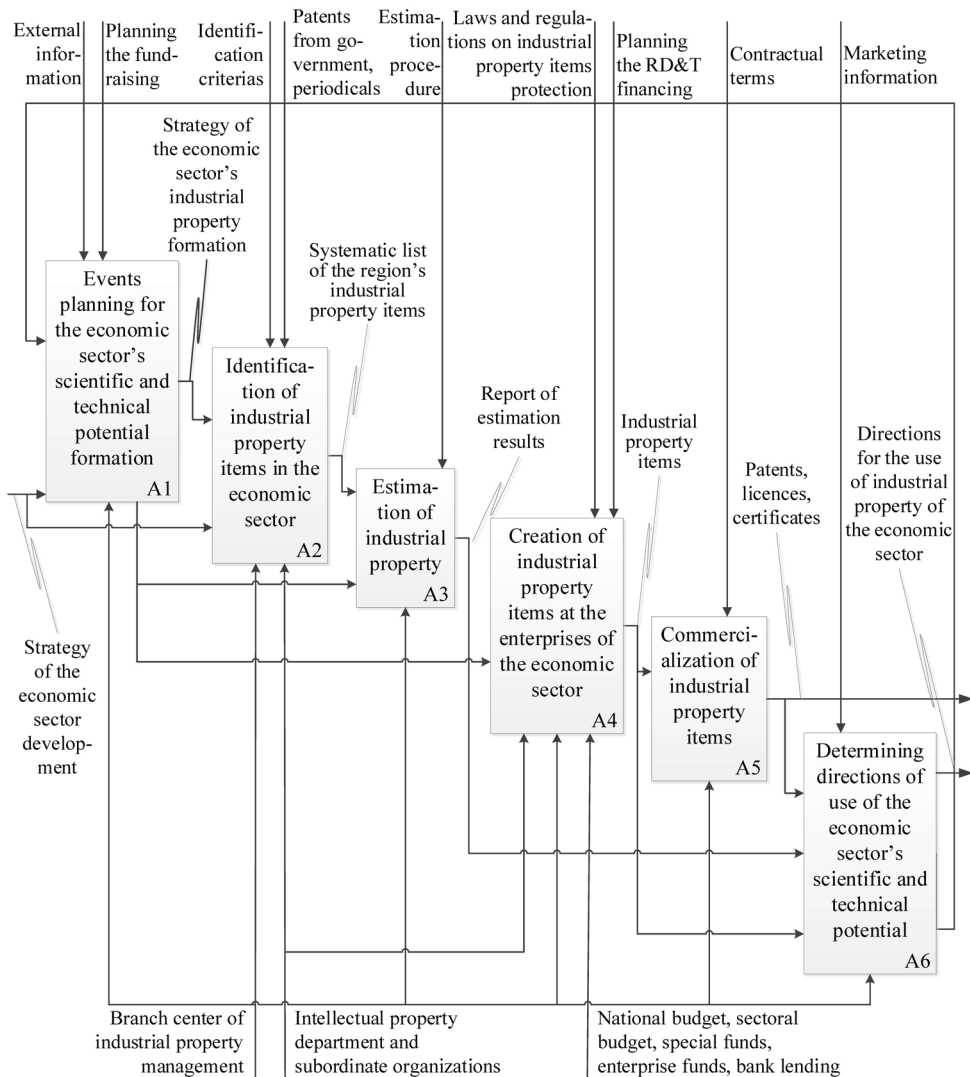 External
infor-
mation
Planning
the fund-
raising
Identifi-
cation
criterias
Patents
from go-
vernment,
periodicals
Estima-
tion
proce-
dure
Laws and regula-
tions on industrial
property items
protection
Planning
the RD&T
financing
Contractual
terms
Marketing
information
Strategy of
the economic
sector's
industrial
property
formation
Events
planning for
the economic
sector's
scientific and
technical
potential
formation
A1
Systematic list
of the region's
industrial
property items
Identifica-
tion of
industrial
property
items in the
economic
sector
A2
Report of
estimation
results
Estima-
tion of
industrial
property
A3
Industrial
property
items
Creation of
industrial
property
items at the
enterprises of
the economic
sector
A4
Patents,
licences,
certificates
Directions
for the use
of industrial
property of
the economic
sector
Commerci-
alization of
industrial
property
items
A5
Strategy
of the
economic
sector
develop-
ment
Determining
directions of
use of the
economic
sector's
scientific and
technical
potential
A6
Branch center of
industrial property
management
Intellectual property
department and
subordinate organizations
National budget, sectoral
budget, special funds,
enterprise funds, bank lending